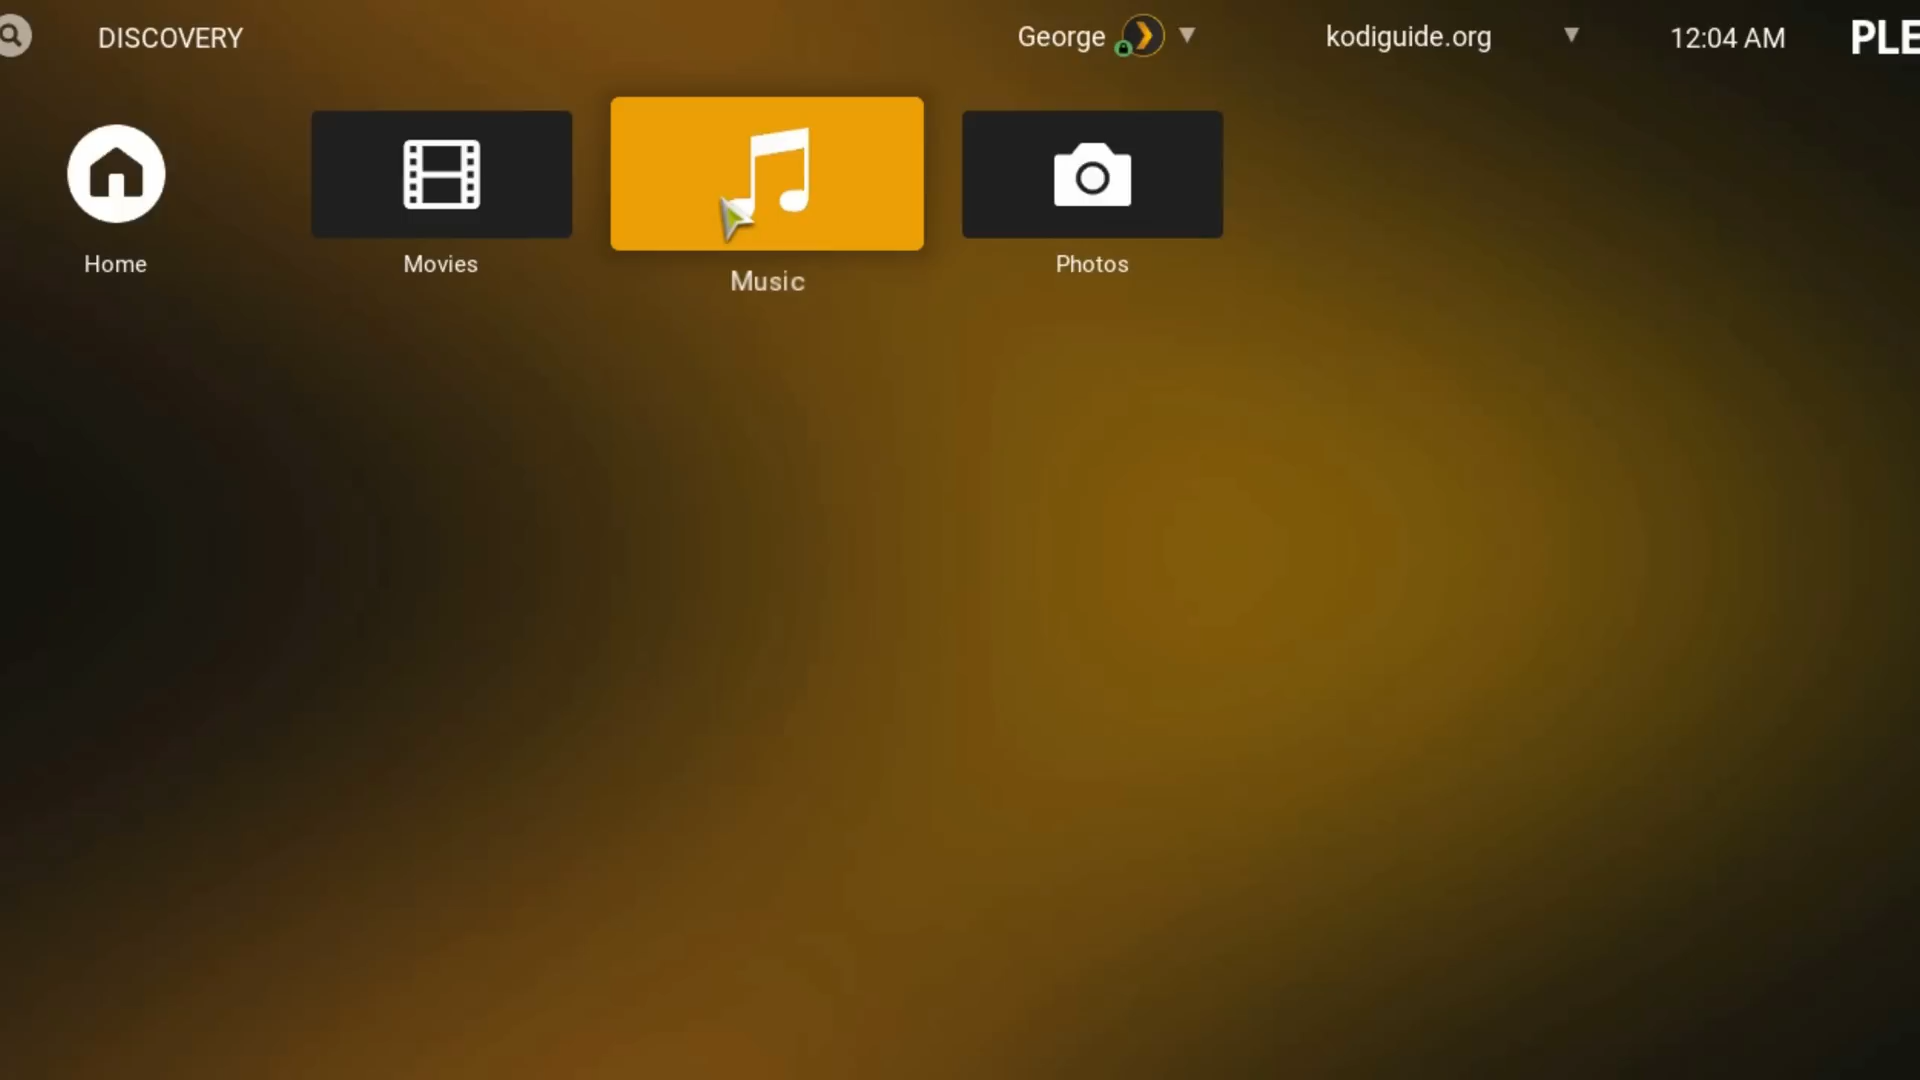 DISCOVERY
George
kodiguide.org
12:04 AM
PLE
Home
Movies
Music
Photos